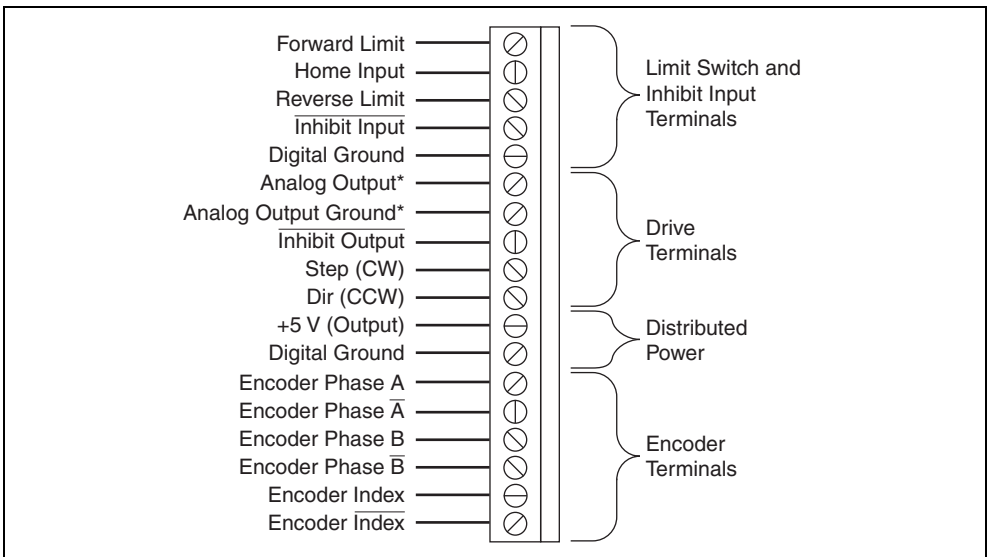 Forward Limit
Home Input
Reverse Limit
Inhibit Input
Digital Ground
Analog Output*
Analog Output Ground*
Inhibit Output
Step (CW)
Dir (CCW)
+5 V (Output)
Digital Ground
Encoder Phase A
Encoder Phase A̅
Encoder Phase B
Encoder Phase B̅
Encoder Index
Encoder Index
Limit Switch and
Inhibit Input
Terminals
Drive
Terminals
Distributed
Power
Encoder
Terminals